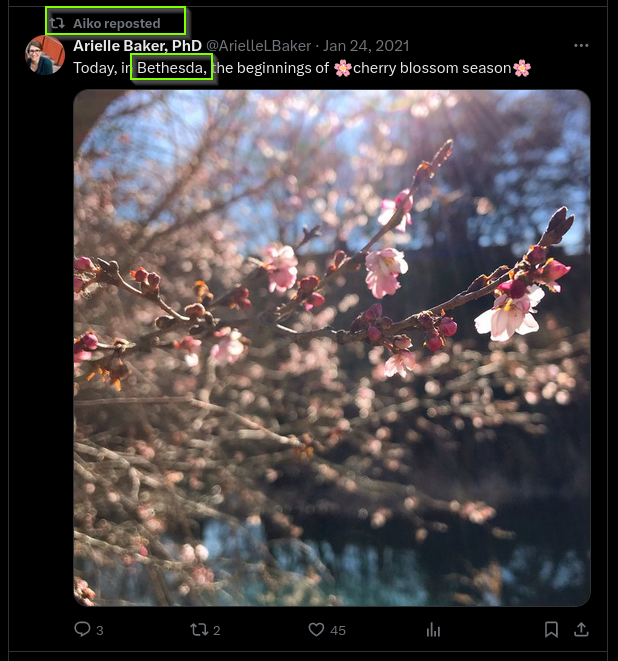 Aiko reposted
Arielle Baker, PhD @ArielleLBaker · Jan 24, 2021
Today, in Bethesda, the beginnings of 🌸cherry blossom season🌸
3 2 45